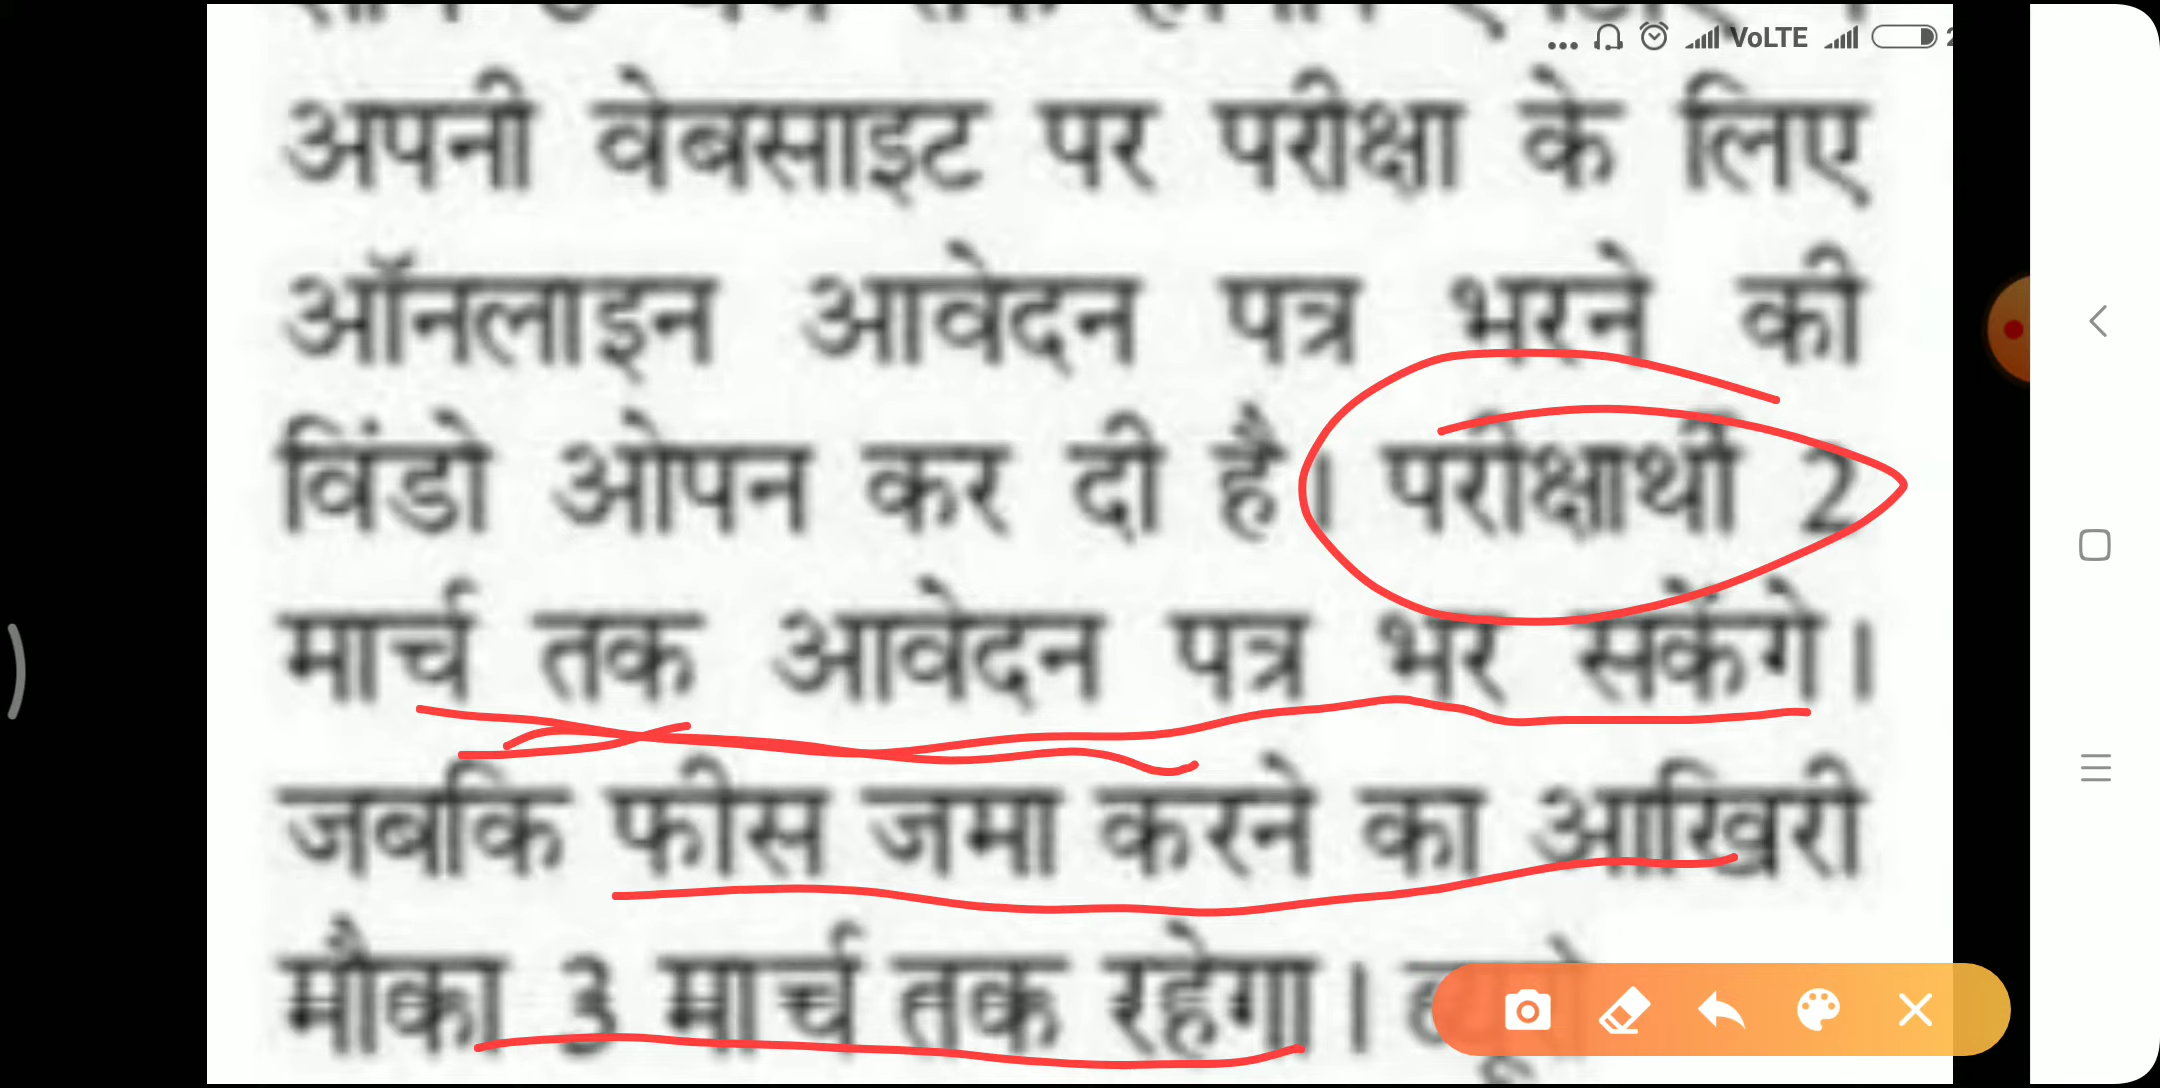 VoLTE
अपनी वेबसाइट पर परीक्षा के लिए
ऑनलाइन आवेदन पत्र भरने की
विंडो ओपन कर दी है। परीक्षार्थी 2
मार्च तक आवेदन पत्र भर सकेंगे।
जबकि फीस जमा करने का आखिरी
मौका 3 मार्च तक रहेगा।